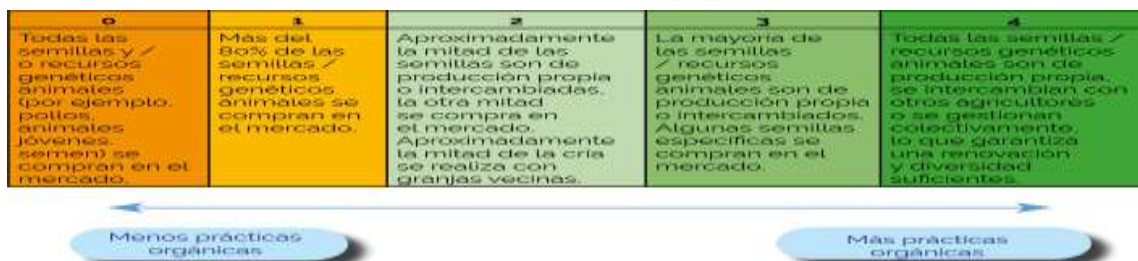 0
Todas las
semillas y /
o recursos
genéticos
animales
(por ejemplo,
pollos,
animales
jóvenes,
semen) se
compran en el
mercado.
1
Más del
80% de las
semillas /
recursos
genéticos
animales se
compran en
el mercado.
2
Aproximadamente
la mitad de las
semillas son de
producción propia
o intercambiadas,
la otra mitad
se compra en
el mercado.
Aproximadamente
la mitad de la cría
se realiza con
granjas vecinas.
3
La mayoría de
las semillas
/ recursos
genéticos
animales son de
producción propia
o intercambiados.
Algunas semillas
específicas se
compran en el
mercado.
4
Todas las semillas /
recursos genéticos
animales son de
producción propia,
se intercambian con
otros agricultores
o se gestionan
colectivamente,
lo que garantiza
una renovación
y diversidad
suficientes.
Menos prácticas
orgánicas
Más prácticas
orgánicas